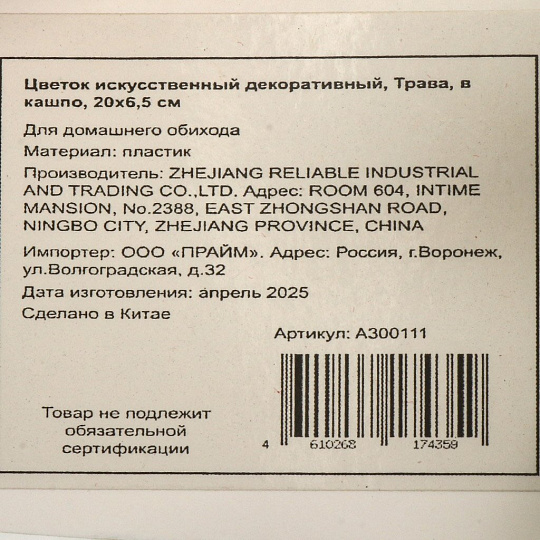 Цветок искусственный декоративный, Трава, в
кашпо, 20х6,5 см
Для домашнего обихода
Материал: пластик
Производитель: ZHEJIANG RELIABLE INDUSTRIAL
AND TRADING CO.,LTD. Адрес: ROOM 604, INTIME
MANSION, No.2388, EAST ZHONGSHAN ROAD,
NINGBO CITY, ZHEJIANG PROVINCE, CHINA
Импортер: ООО «ПРАЙМ». Адрес: Россия, г.Воронеж,
ул.Волгоградская, д.32
Дата изготовления: апрель 2025
Сделано в Китае
Артикул: А300111
Товар не подлежит
обязательной
сертификации
4 610268 174359